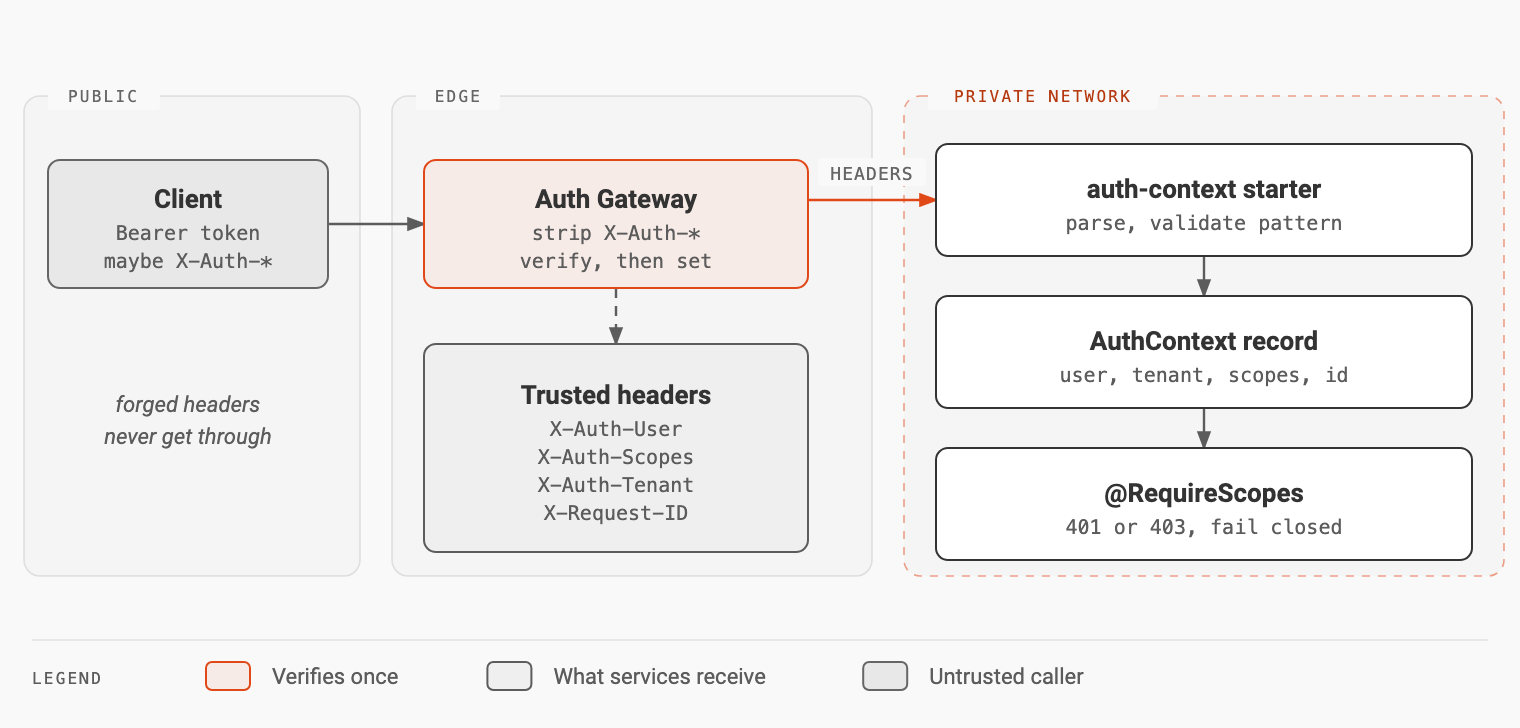 PUBLIC
Client
Bearer token
maybe X-Auth-*
forged headers
never get through
EDGE
Auth Gateway
strip X-Auth-*
verify, then set
Trusted headers
X-Auth-User
X-Auth-Scopes
X-Auth-Tenant
X-Request-ID
HEADERS
PRIVATE NETWORK
auth-context starter
parse, validate pattern
AuthContext record
user, tenant, scopes, id
@RequireScopes
401 or 403, fail closed
LEGEND
Verifies once
What services receive
Untrusted caller